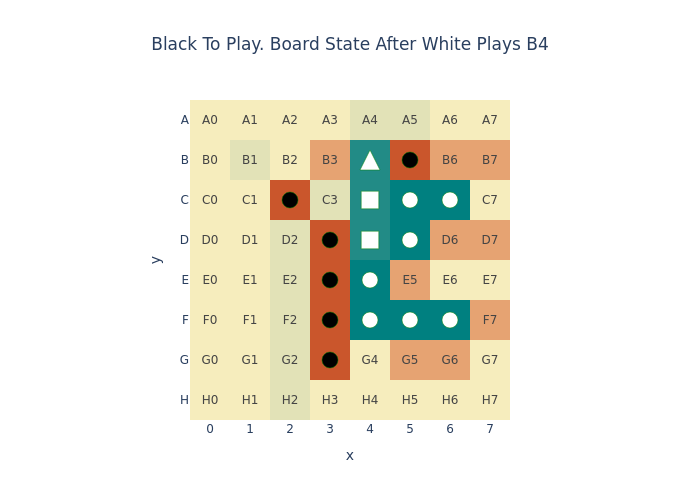 Black To Play. Board State After White Plays B4
A A0 A1 A2 A3 A4 A5 A6 A7
B B0 B1 B2 B3 B6 B7
C C0 C1 C3 C7
D D0 D1 D2 D6 D7
y
E E0 E1 E2 E5 E6 E7
F F0 F1 F2 F7
G G0 G1 G2 G4 G5 G6 G7
H H0 H1 H2 H3 H4 H5 H6 H7
0 1 2 3 4 5 6 7
x